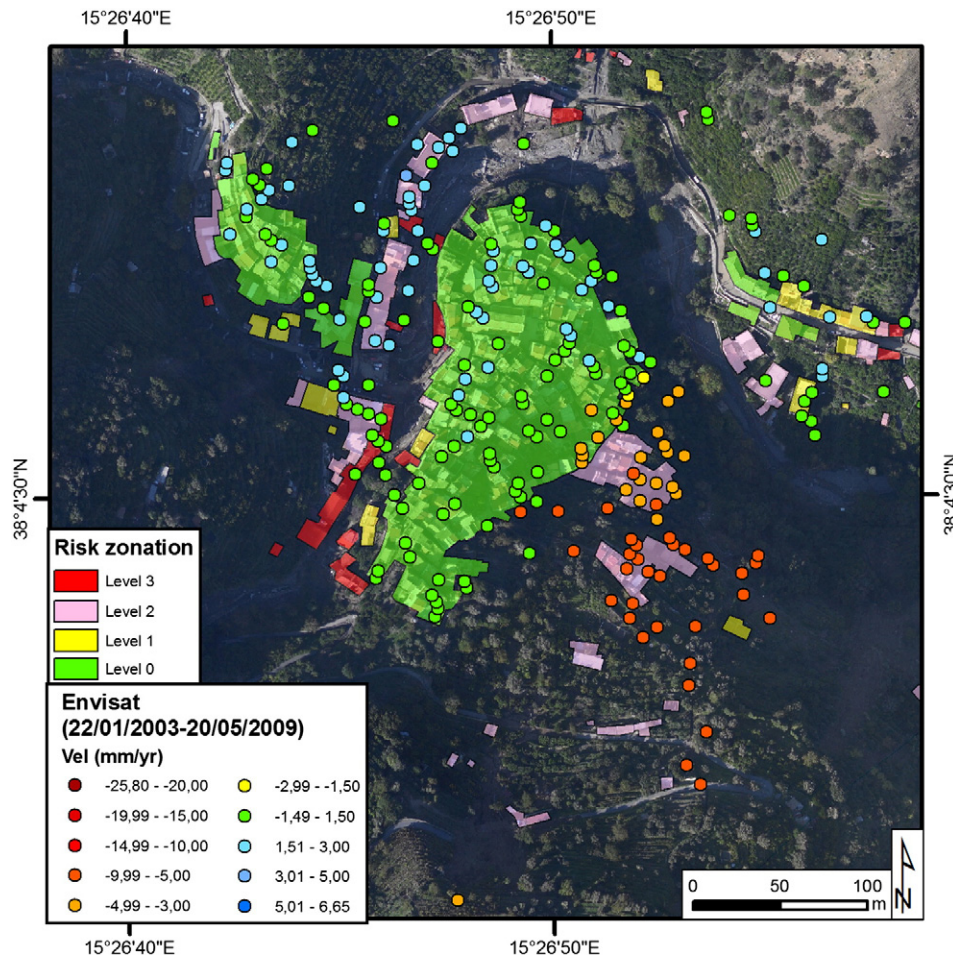 15°26'40"E 15°26'50"E
38°4'30"N 38°4'30"N
Risk zonation
Level 3
Level 2
Level 1
Level 0
Envisat
(22/01/2003-20/05/2009)
Vel (mm/yr)
-25,80 - -20,00 -2,99 - -1,50
-19,99 - -15,00 -1,49 - 1,50
-14,99 - -10,00 1,51 - 3,00
-9,99 - -5,00 3,01 - 5,00
-4,99 - -3,00 5,01 - 6,65
0 50 100
m
N
15°26'40"E 15°26'50"E